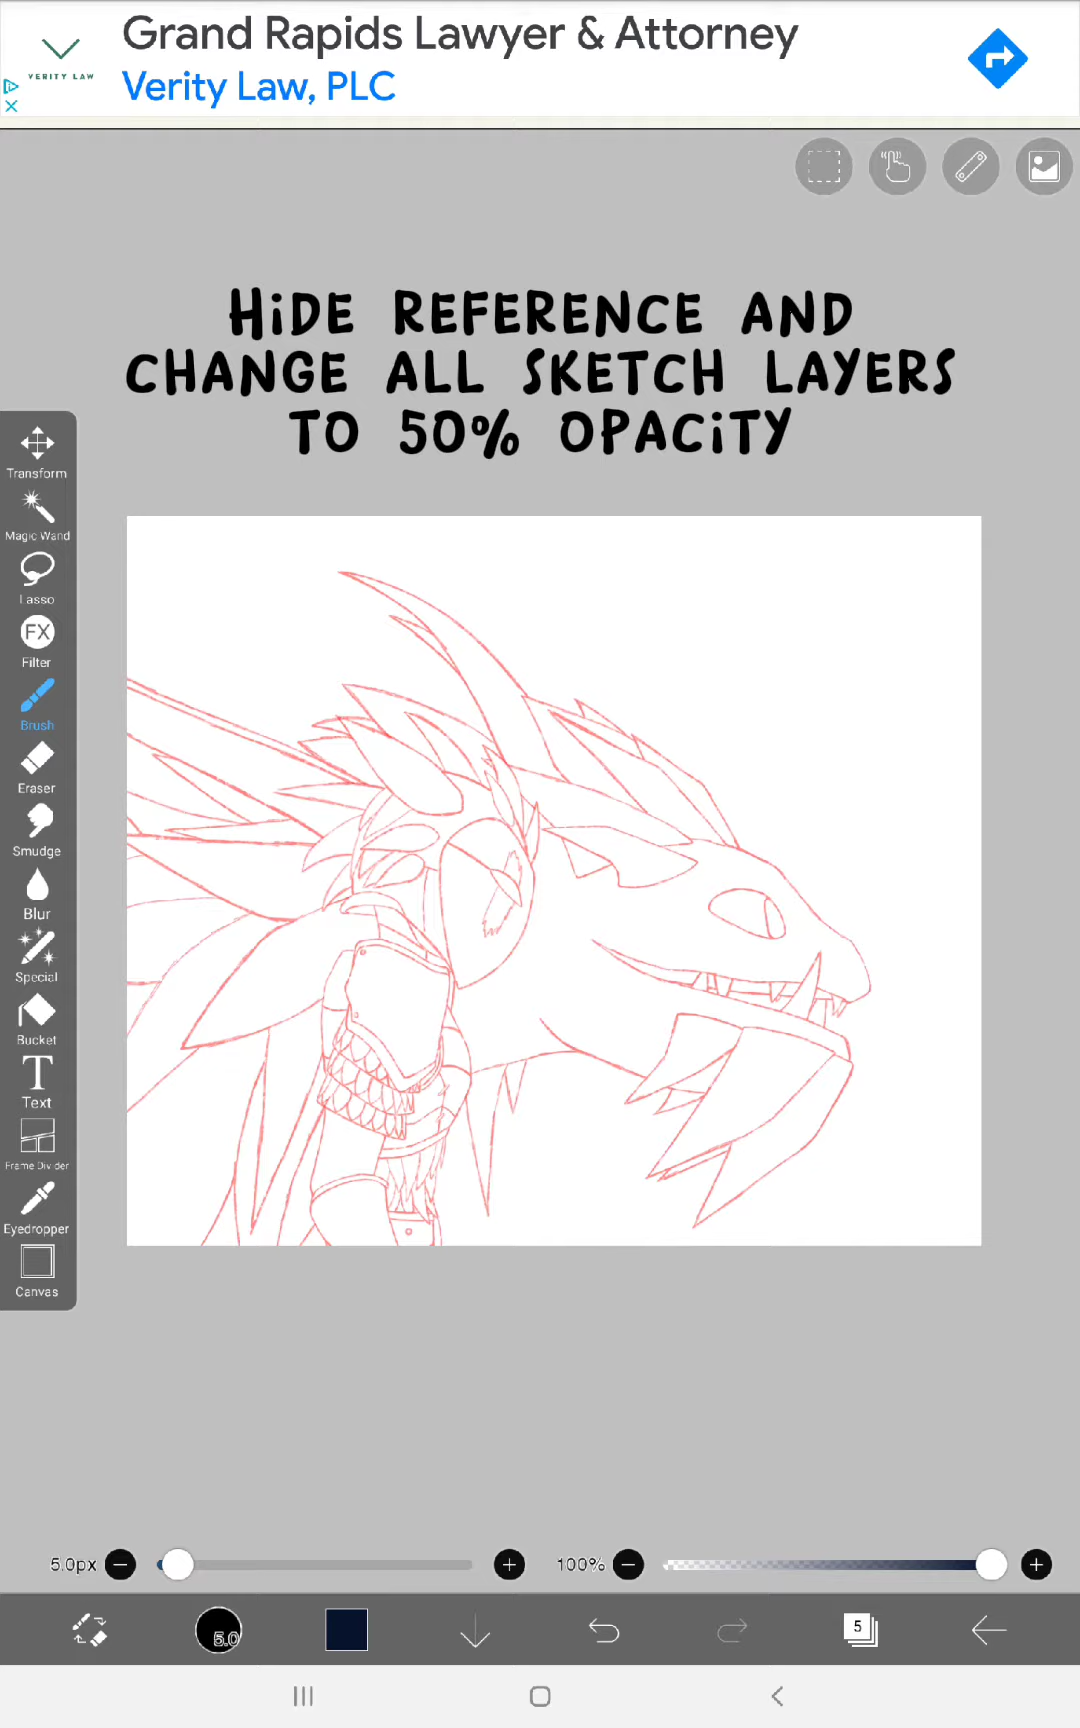 Grand Rapids Lawyer & Attorney
VERITY LAW
Verity Law, PLC
HiDE REFERENCE AND
CHANGE ALL SKETCH LAYERS
TO 50% OPACiTY
Transform
Magic Wand
Lasso
FX
Filter
Brush
Eraser
Smudge
Blur
Special
Bucket
T
Text
Frame Divider
Eyedropper
Canvas
5.0px
100%
5.0
5